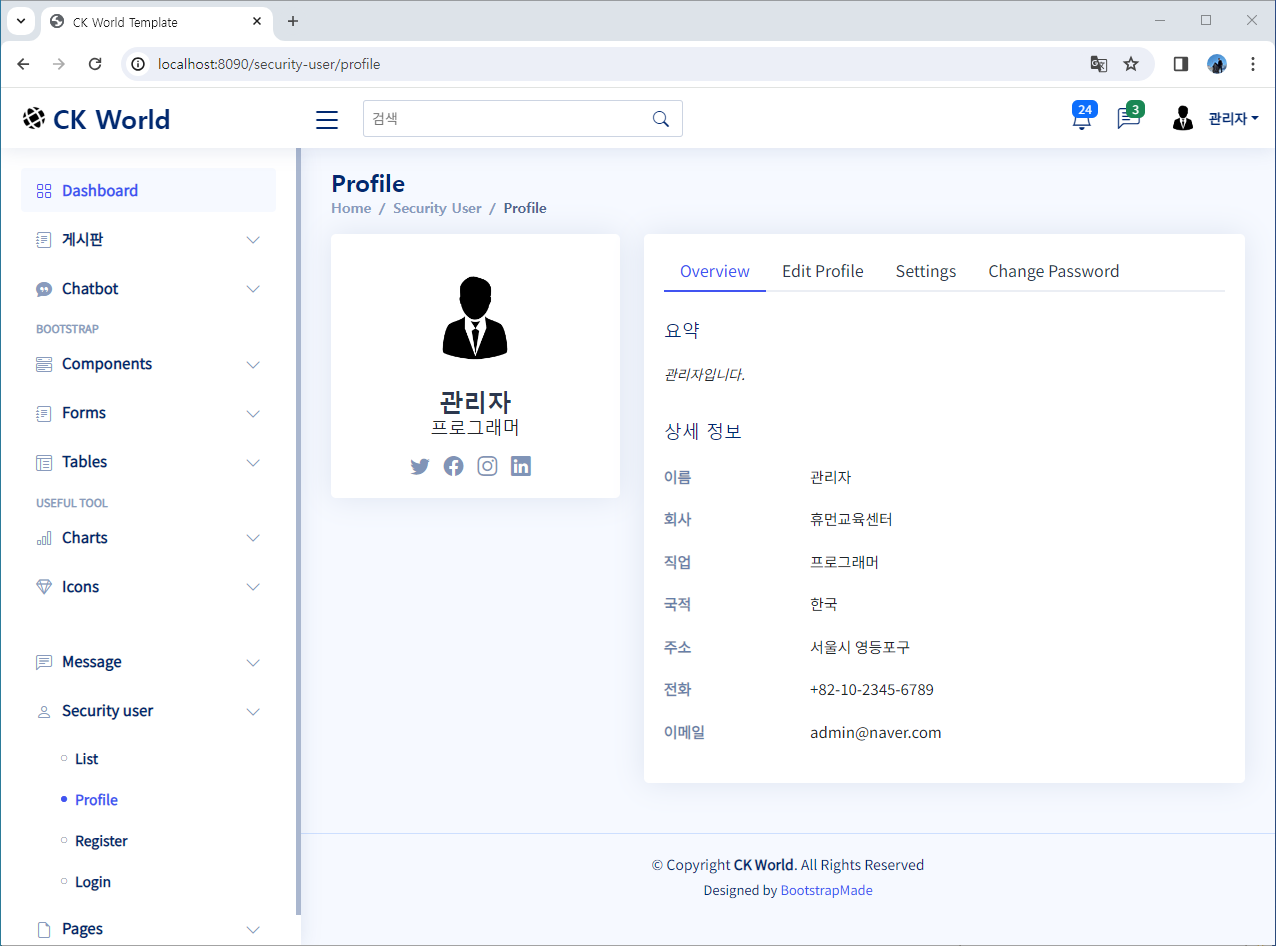 CK World Template
localhost:8090/security-user/profile
CK World
검색
24
3
관리자
Dashboard
게시판
Chatbot
BOOTSTRAP
Components
Forms
Tables
USEFUL TOOL
Charts
Icons
Message
Security user
List
Profile
Register
Login
Pages
Profile
Home / Security User / Profile
관리자
프로그래머
Overview Edit Profile Settings Change Password
요약
관리자입니다.
상세 정보
이름 관리자
회사 휴먼교육센터
직업 프로그래머
국적 한국
주소 서울시 영등포구
전화 +82-10-2345-6789
이메일 admin@naver.com
© Copyright CK World. All Rights Reserved
Designed by BootstrapMade